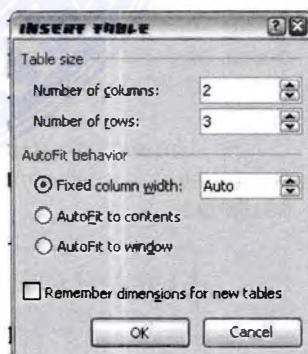 INSERT TABLE
Table size
Number of columns: 2
Number of rows: 3
AutoFit behavior
Fixed column width: Auto
AutoFit to contents
AutoFit to window
Remember dimensions for new tables
OK Cancel